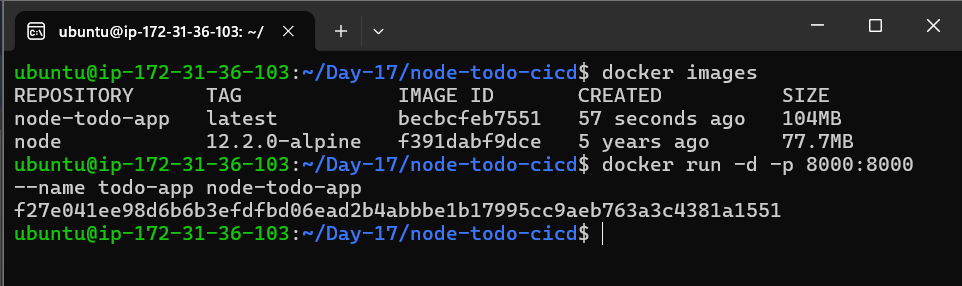 ubuntu@ip-172-31-36-103: ~/
ubuntu@ip-172-31-36-103:~/Day-17/node-todo-cicd$ docker images
REPOSITORY TAG IMAGE ID CREATED SIZE
node-todo-app latest becbcfeb7551 57 seconds ago 104MB
node 12.2.0-alpine f391dabf9dce 5 years ago 77.7MB
ubuntu@ip-172-31-36-103:~/Day-17/node-todo-cicd$ docker run -d -p 8000:8000
--name todo-app node-todo-app
f27e041ee98d6b6b3efdfbd06ead2b4abbbe1b17995cc9aeb763a3c4381a1551
ubuntu@ip-172-31-36-103:~/Day-17/node-todo-cicd$